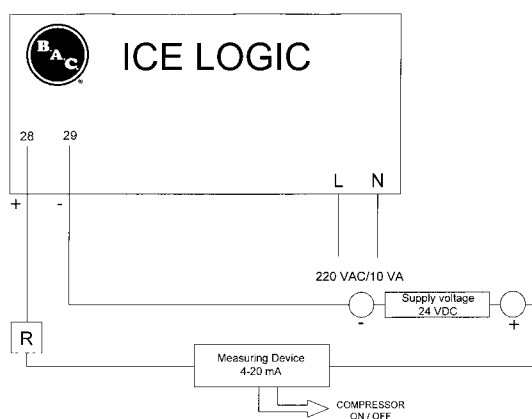 B.A.C. ®
ICE LOGIC
28
29
L
N
+
-
220 VAC/10 VA
Supply voltage
24 VDC
-
+
R
Measuring Device
4-20 mA
COMPRESSOR
ON / OFF